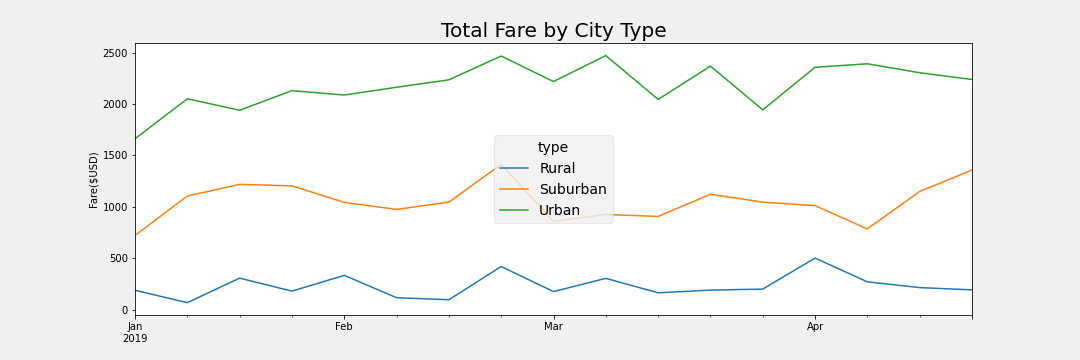 Total Fare by City Type
Fare($USD)
2500
2000
1500
1000
500
0
type
Rural
Suburban
Urban
Jan
2019
Feb
Mar
Apr